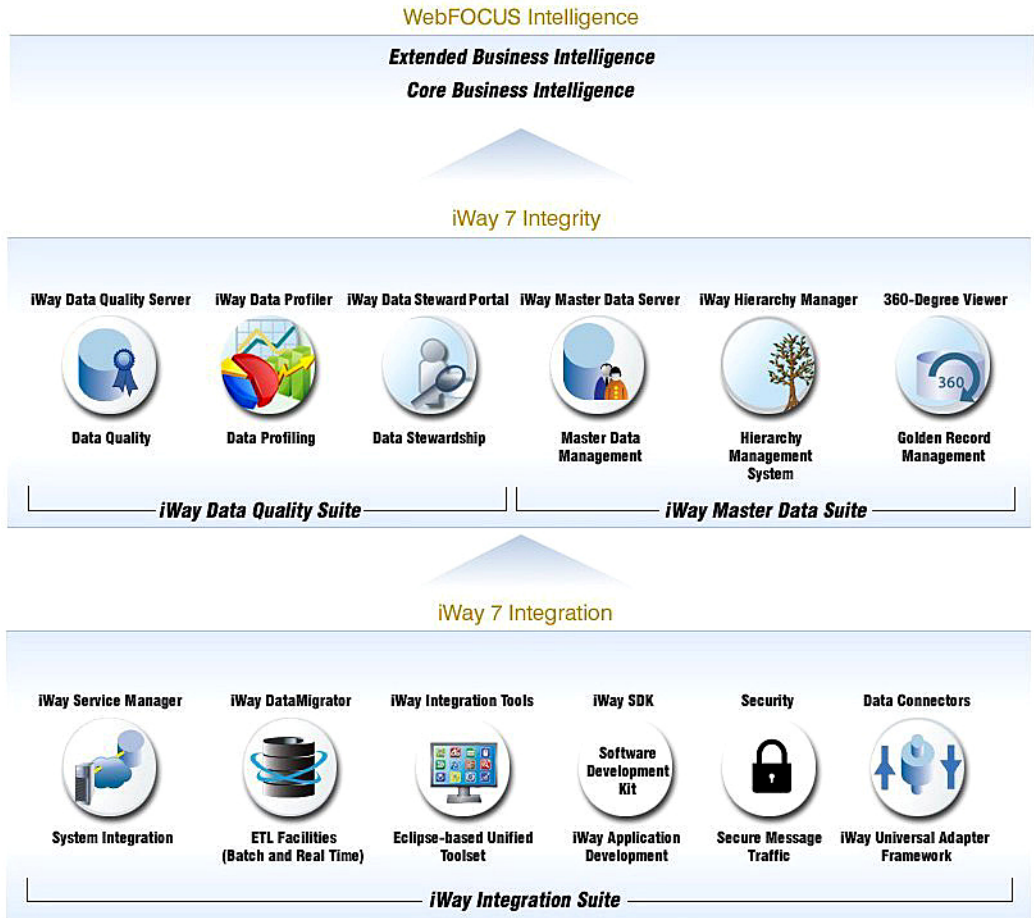 WebFOCUS Intelligence
Extended Business Intelligence
Core Business Intelligence
iWay 7 Integrity
iWay Data Quality Server
iWay Data Profiler
iWay Data Steward Portal
iWay Master Data Server
iWay Hierarchy Manager
360-Degree Viewer
360
Data Quality
Data Profiling
Data Stewardship
Master Data
Management
Hierarchy
Management
System
Golden Record
Management
iWay Data Quality Suite
iWay Master Data Suite
iWay 7 Integration
iWay Service Manager
iWay DataMigrator
iWay Integration Tools
iWay SDK
Security
Data Connectors
Software
Development
Kit
System Integration
ETL Facilities
(Batch and Real Time)
Eclipse-based Unified
Toolset
iWay Application
Development
Secure Message
Traffic
iWay Universal Adapter
Framework
iWay Integration Suite